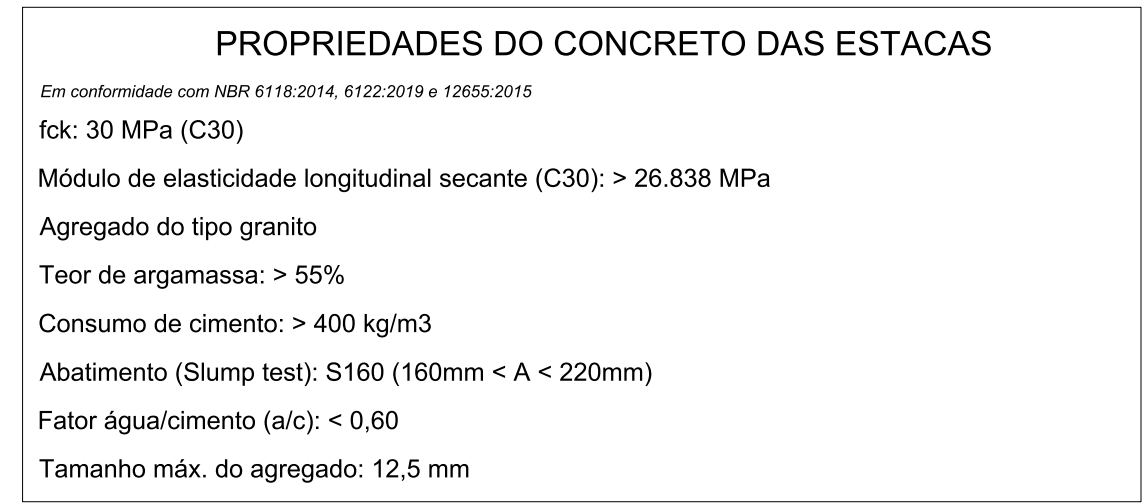 PROPRIEDADES DO CONCRETO DAS ESTACAS
Em conformidade com NBR 6118:2014, 6122:2019 e 12655:2015
fck: 30 MPa (C30)
Módulo de elasticidade longitudinal secante (C30): > 26.838 MPa
Agregado do tipo granito
Teor de argamassa: > 55%
Consumo de cimento: > 400 kg/m3
Abatimento (Slump test): S160 (160mm < A < 220mm)
Fator água/cimento (a/c): < 0,60
Tamanho máx. do agregado: 12,5 mm